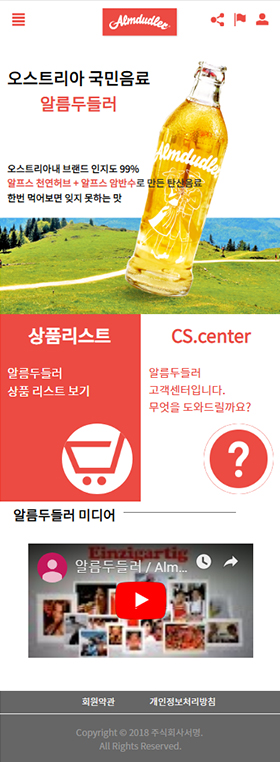 Almdudler
오스트리아 국민음료
알름두들러
Almdudler
오스트리아내 브랜드 인지도 99%
알프스 천연허브 + 알프스 암반수로 만든 탄산음료
한번 먹어보면 잊지 못하는 맛
상품리스트
CS.center
알름두들러
상품 리스트 보기
알름두들러
고객센터입니다.
무엇을 도와드릴까요?
?
알름두들러 미디어
Einzigartig
알름두들러 / Alm...
회원약관
개인정보처리방침
Copyright © 2018 주식회사서명.
All Rights Reserved.